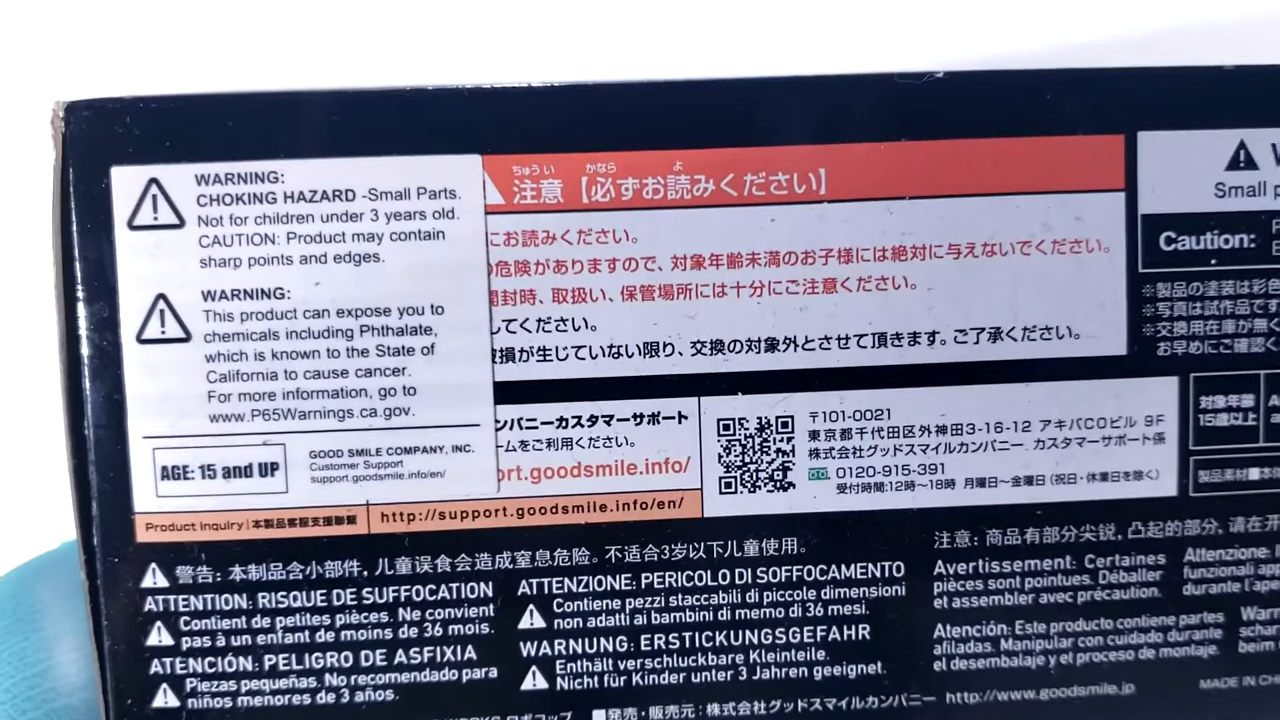 WARNING:
CHOKING HAZARD -Small Parts.
Not for children under 3 years old.
CAUTION: Product may contain
sharp points and edges.
WARNING:
This product can expose you to
chemicals including Phthalate,
which is known to the State of
California to cause cancer.
For more information, go to
www.P65Warnings.ca.gov.
AGE: 15 and UP
GOOD SMILE COMPANY, INC.
Customer Support
support.goodsmile.info/en/
ちゅうい かなら よ
注意【必ずお読みください】
にお読みください。
危険がありますので、対象年齢未満のお子様には絶対に与えないでください。
開封時、取扱い、保管場所には十分にご注意ください。
してください。
破損が生じていない限り、交換の対象外とさせて頂きます。ご了承ください。
ンパニーカスタマーサポート
ームをご利用ください。
ort.goodsmile.info/
Product Inquiry | 本製品客服支援聯繫
http://support.goodsmile.info/en/
〒101-0021
東京都千代田区外神田3-16-12 アキバCOビル 9F
株式会社グッドスマイルカンパニー カスタマーサポート係
0120-915-391
受付時間:12時〜18時 月曜日〜金曜日(祝日・休業日を除く)
W
Small p
Caution:
※製品の塗装は彩色
※写真は試作品です
※交換用在庫が無く
お早めにご確認く
対象年齢
15歳以上
製品素材■本体
警告: 本制品含小部件, 儿童误食会造成窒息危险。不适合3岁以下儿童使用。
ATTENTION: RISQUE DE SUFFOCATION
Contient de petites pièces. Ne convient
pas à un enfant de moins de 36 mois.
ATENCIÓN: PELIGRO DE ASFIXIA
Piezas pequeñas. No recomendado para
niños menores de 3 años.
ATTENZIONE: PERICOLO DI SOFFOCAMENTO
Contiene pezzi staccabili di piccole dimensioni
non adatti ai bambini di memo di 36 mesi.
WARNUNG: ERSTICKUNGSGEFAHR
Enthält verschluckbare Kleinteile.
Nicht für Kinder unter 3 Jahren geeignet.
注意: 商品有部分尖锐, 凸起的部分, 请在开
Avertissement: Certaines
pièces sont pointues. Déballer
et assembler avec précaution.
Atención: Este producto contiene partes
afiladas. Manipular con cuidado durante
el desembalaje y el proceso de montaje.
Attenzione:
funzionali app
durante l'ape
Warn
schar
beim
ロボコップ
■発売・販売元：株式会社グッドスマイルカンパニー http://www.goodsmile.jp
MADE IN CHI